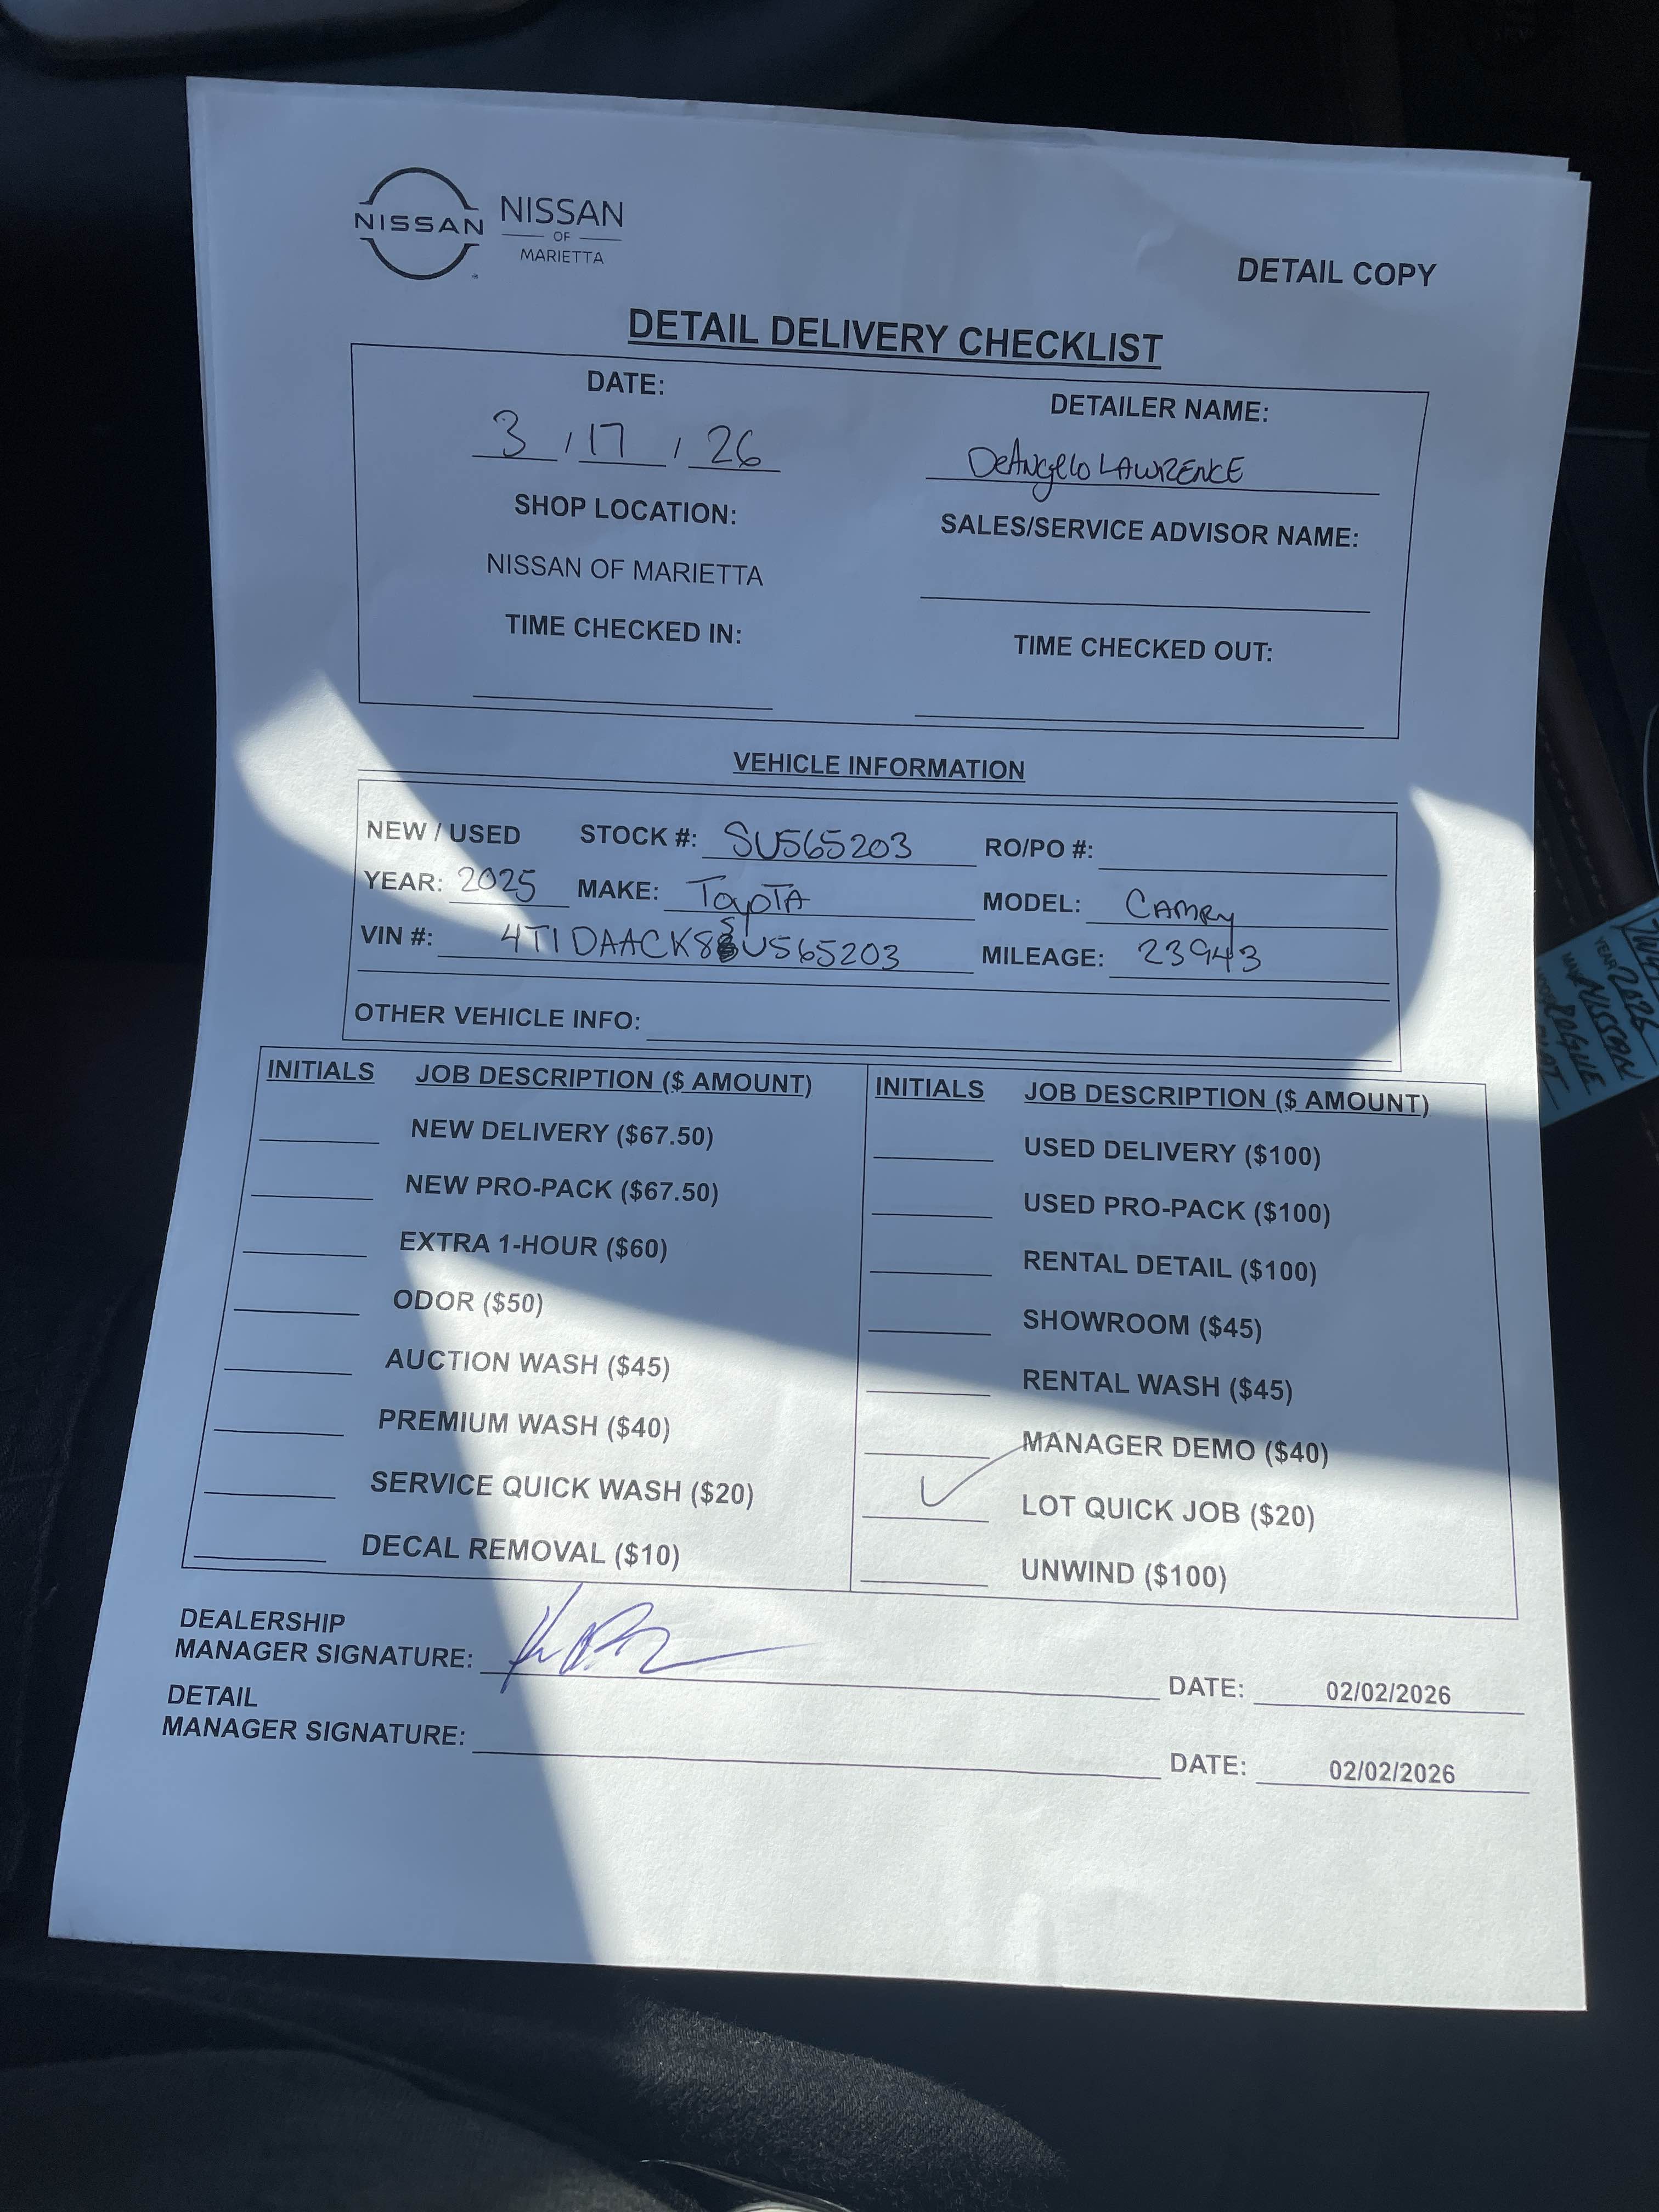 NISSAN NISSAN
OF
MARIETTA
DETAIL COPY
DETAIL DELIVERY CHECKLIST
DATE: DETAILER NAME:
3 / 17 / 26 DeAngelo LAWRENCE
SHOP LOCATION: SALES/SERVICE ADVISOR NAME:
NISSAN OF MARIETTA
TIME CHECKED IN: TIME CHECKED OUT:
VEHICLE INFORMATION
NEW / USED STOCK #: SU565203 RO/PO #:
YEAR: 2025 MAKE: ToyoTA MODEL: CAMRy
VIN #: 4T1DAACK8SU565203 MILEAGE: 23943
OTHER VEHICLE INFO:
INITIALS JOB DESCRIPTION ($ AMOUNT) INITIALS JOB DESCRIPTION ($ AMOUNT)
NEW DELIVERY ($67.50) USED DELIVERY ($100)
NEW PRO-PACK ($67.50) USED PRO-PACK ($100)
EXTRA 1-HOUR ($60) RENTAL DETAIL ($100)
ODOR ($50) SHOWROOM ($45)
AUCTION WASH ($45) RENTAL WASH ($45)
PREMIUM WASH ($40) MANAGER DEMO ($40)
SERVICE QUICK WASH ($20) ✓ LOT QUICK JOB ($20)
DECAL REMOVAL ($10) UNWIND ($100)
DEALERSHIP
MANAGER SIGNATURE: DATE: 02/02/2026
DETAIL
MANAGER SIGNATURE: DATE: 02/02/2026
YEAR 2026
NISSAN
ROGUE